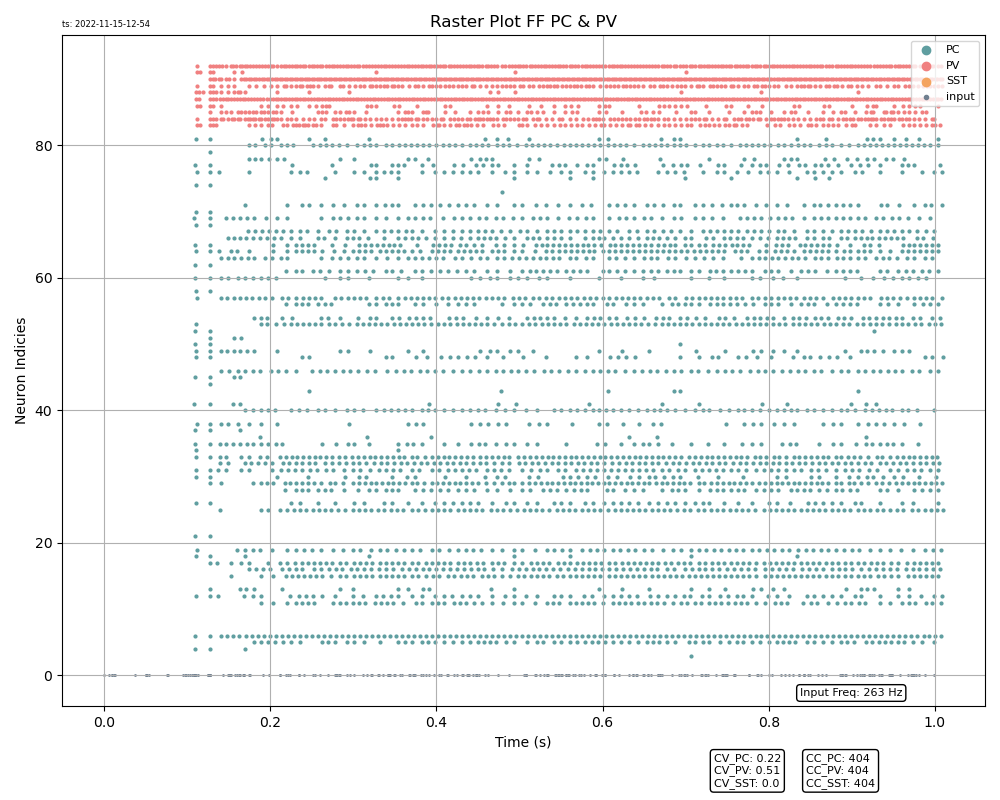 ts: 2022-11-15-12-54
Raster Plot FF PC & PV
PC
PV
SST
input
Neuron Indicies
80
60
40
20
0
Input Freq: 263 Hz
0.0 0.2 0.4 0.6 0.8 1.0
Time (s)
CV_PC: 0.22
CV_PV: 0.51
CV_SST: 0.0
CC_PC: 404
CC_PV: 404
CC_SST: 404